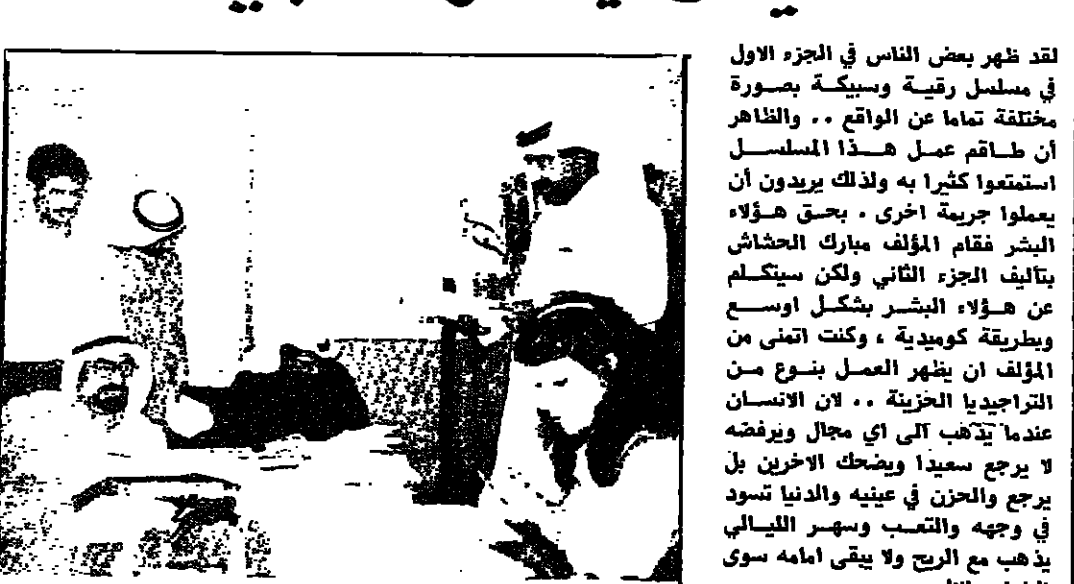 لقد ظهر بعض الناس في الجزء الاول
في مسلسل رقية وسبيكة بصورة
مختلفة تماما عن الواقع .. والظاهر
أن طاقم عمل هذا المسلسل
استمتعوا كثيرا به ولذلك يريدون أن
يعملوا جريمة اخرى . بحق هؤلاء
البشر فقام المؤلف مبارك الحشاش
بتأليف الجزء الثاني ولكن سيتكلم
عن هؤلاء البشر بشكل اوسع
وبطريقة كوميدية ، وكنت اتمنى من
المؤلف ان يظهر العمل بنوع من
التراجيديا الحزينة .. لان الانسان
عندما يذهب الى اي مجال ويرفضه
لا يرجع سعيدا ويضحك الاخرين بل
يرجع والحزن في عينيه والدنيا تسود
في وجهه والتعب وسهر الليالي
يذهب مع الريح ولا يبقى امامه سوى